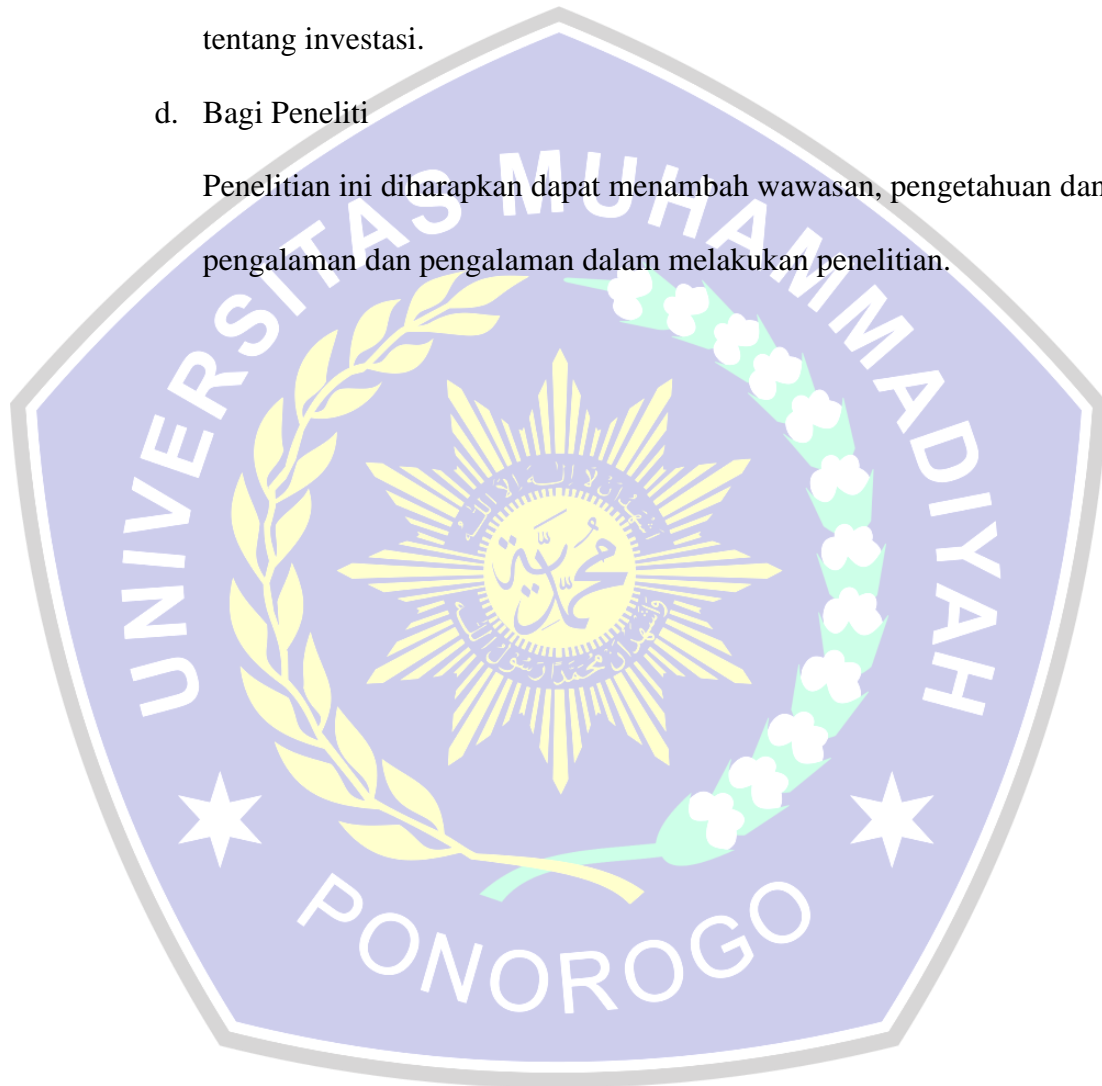 tentang investasi.
d. Bagi Peneliti
Penelitian ini diharapkan dapat menambah wawasan, pengetahuan dan
pengalaman dan pengalaman dalam melakukan penelitian.
UNIVERSITAS MUHAMMADIYAH
محمدية
PONOROGO